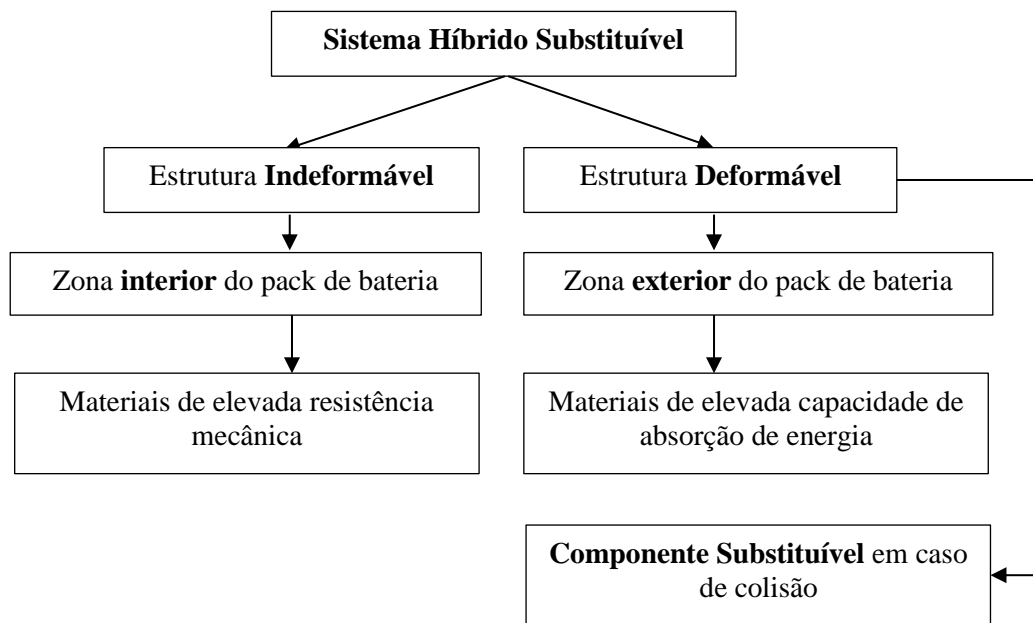 Sistema Híbrido Substituível
Estrutura Indeformável
Estrutura Deformável
Zona interior do pack de bateria
Zona exterior do pack de bateria
Materiais de elevada resistência
mecânica
Materiais de elevada capacidade de
absorção de energia
Componente Substituível em caso
de colisão